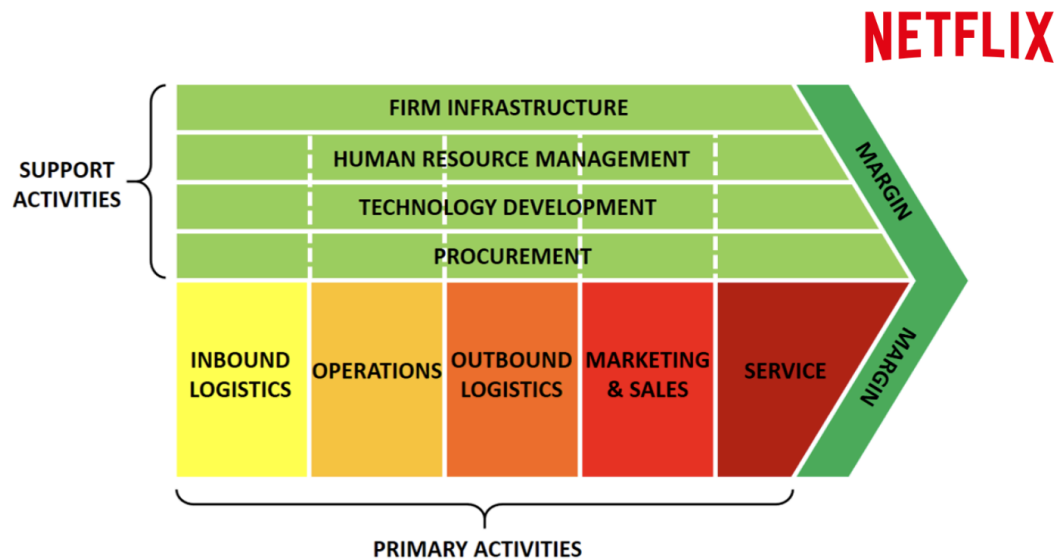 NETFLIX
FIRM INFRASTRUCTURE
HUMAN RESOURCE MANAGEMENT
TECHNOLOGY DEVELOPMENT
PROCUREMENT
SUPPORT
ACTIVITIES
MARGIN
MARGIN
INBOUND
LOGISTICS
OPERATIONS
OUTBOUND
LOGISTICS
MARKETING
& SALES
SERVICE
PRIMARY ACTIVITIES